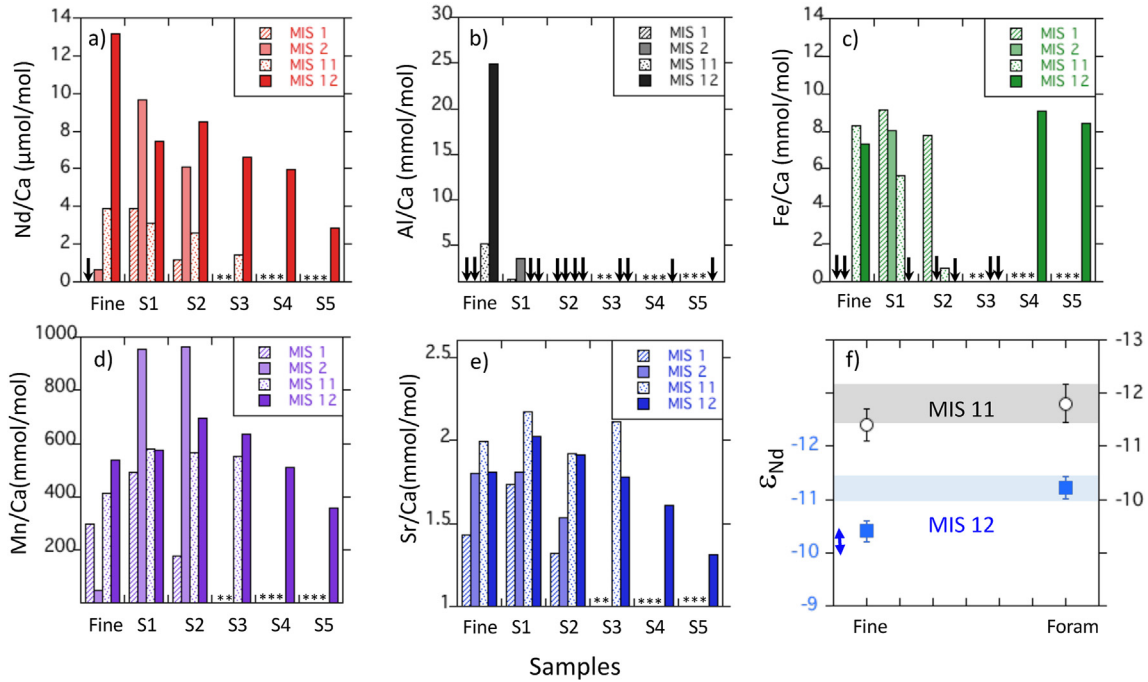 a)
Nd/Ca (µmol/mol)
14
12
10
8
6
4
2
0
MIS 1
MIS 2
MIS 11
MIS 12
** *** ***
Fine S1 S2 S3 S4 S5
b)
Al/Ca (mmol/mol)
30
25
20
15
10
5
MIS 1
MIS 2
MIS 11
MIS 12
** *** ***
Fine S1 S2 S3 S4 S5
c)
Fe/Ca (mmol/mol)
14
12
10
8
6
4
2
0
MIS 1
MIS 2
MIS 11
MIS 12
** *** ***
Fine S1 S2 S3 S4 S5
d)
Mn/Ca(mmol/mol)
1000
800
600
400
200
MIS 1
MIS 2
MIS 11
MIS 12
** *** ***
Fine S1 S2 S3 S4 S5
e)
Sr/Ca(mmol/mol)
2.5
2
1.5
1
MIS 1
MIS 2
MIS 11
MIS 12
** *** ***
Fine S1 S2 S3 S4 S5
f)
εNd
-12
-11
-10
-9
-13
-12
-11
-10
MIS 11
MIS 12
Fine Foram
Samples